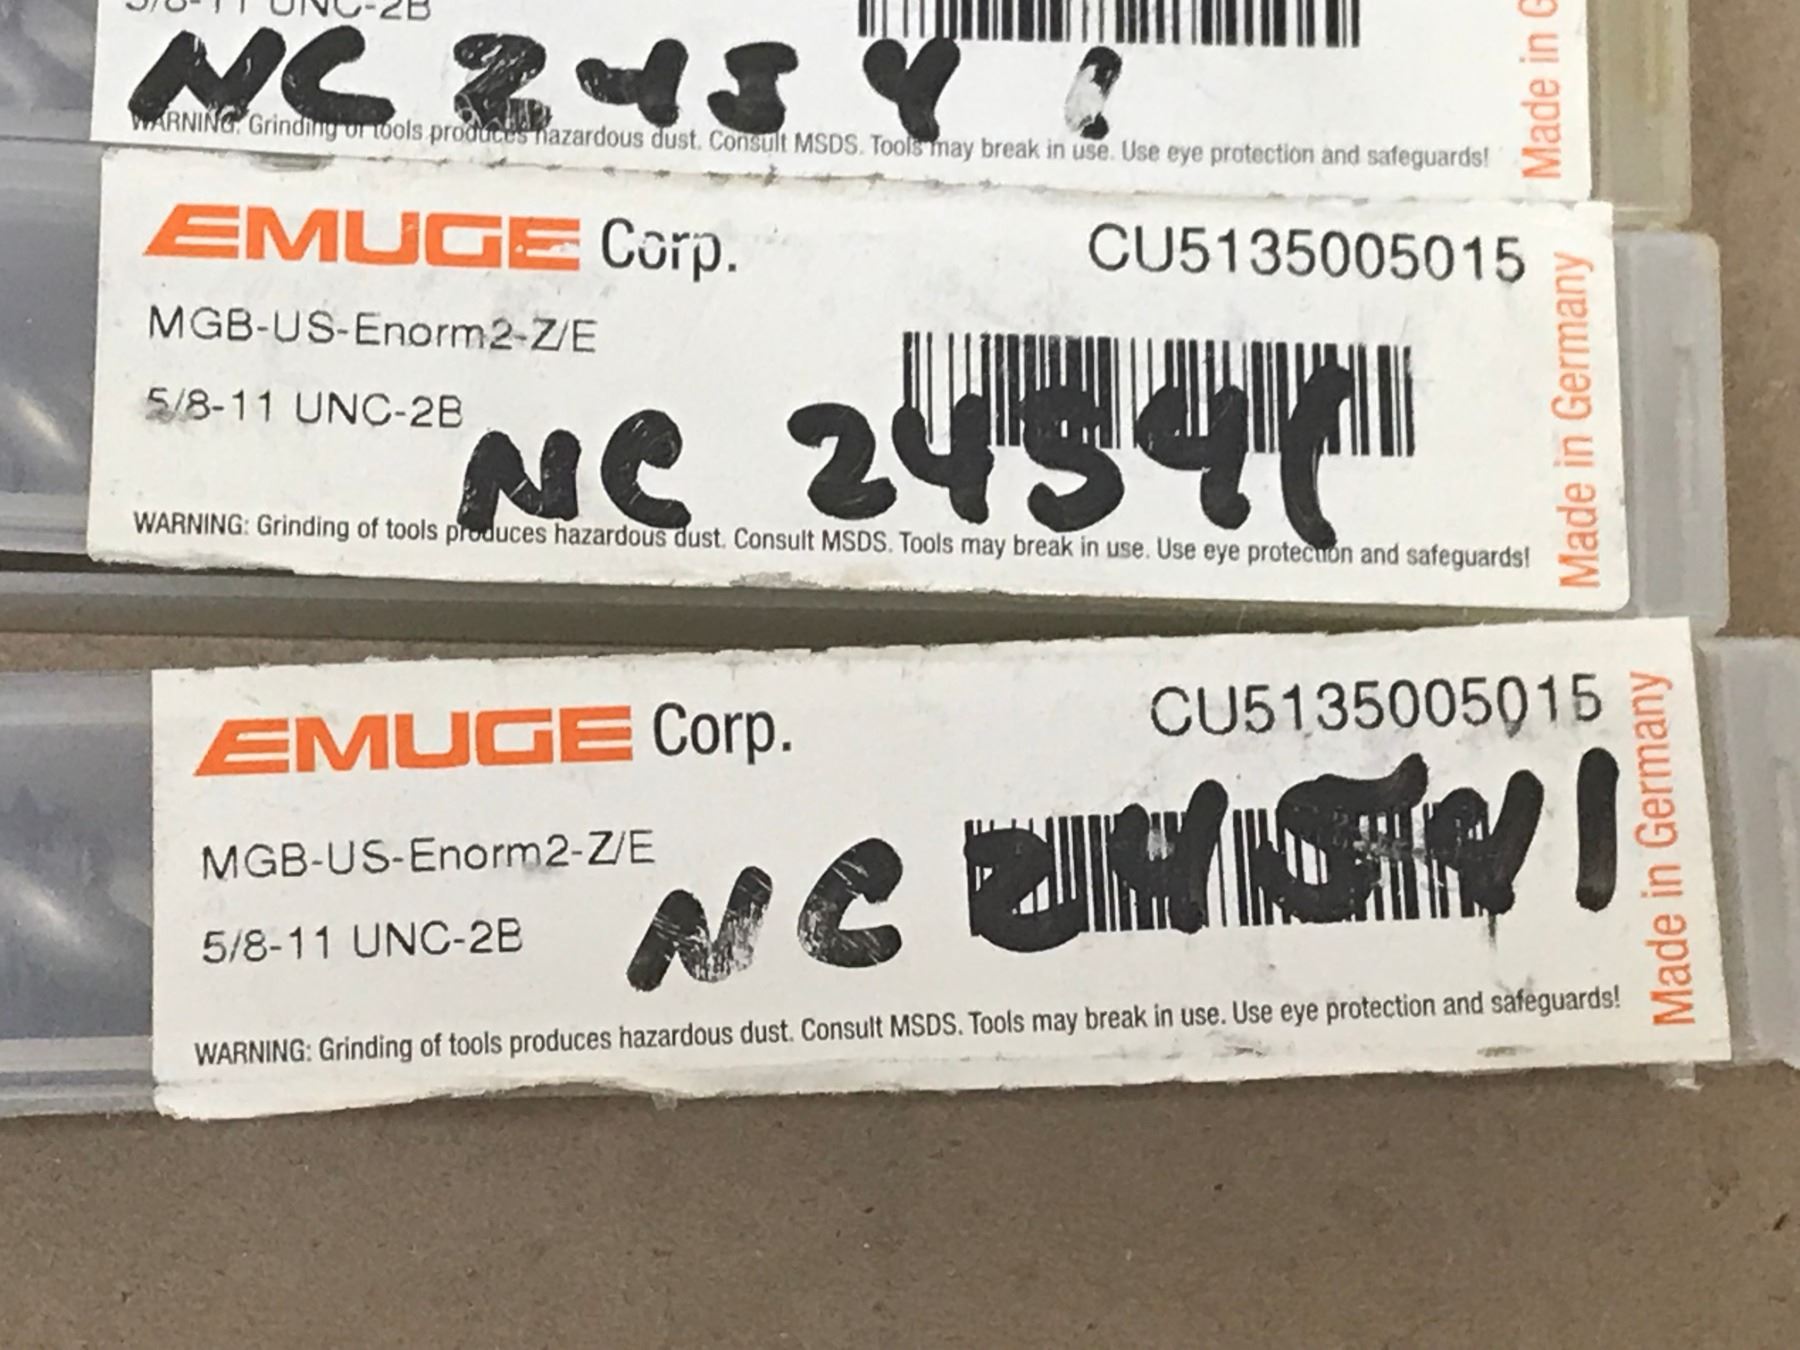 5/8-11 UNC-2B
NC 24541
WARNING: Grinding of tools produces hazardous dust. Consult MSDS. Tools may break in use. Use eye protection and safeguards!
Made in G
EMUGE Corp. CU5135005015
MGB-US-Enorm2-Z/E
5/8-11 UNC-2B
NC 24541
WARNING: Grinding of tools produces hazardous dust. Consult MSDS. Tools may break in use. Use eye protection and safeguards!
Made in Germany
EMUGE Corp. CU5135005015
MGB-US-Enorm2-Z/E
5/8-11 UNC-2B
NC 24541
WARNING: Grinding of tools produces hazardous dust. Consult MSDS. Tools may break in use. Use eye protection and safeguards!
Made in Germany